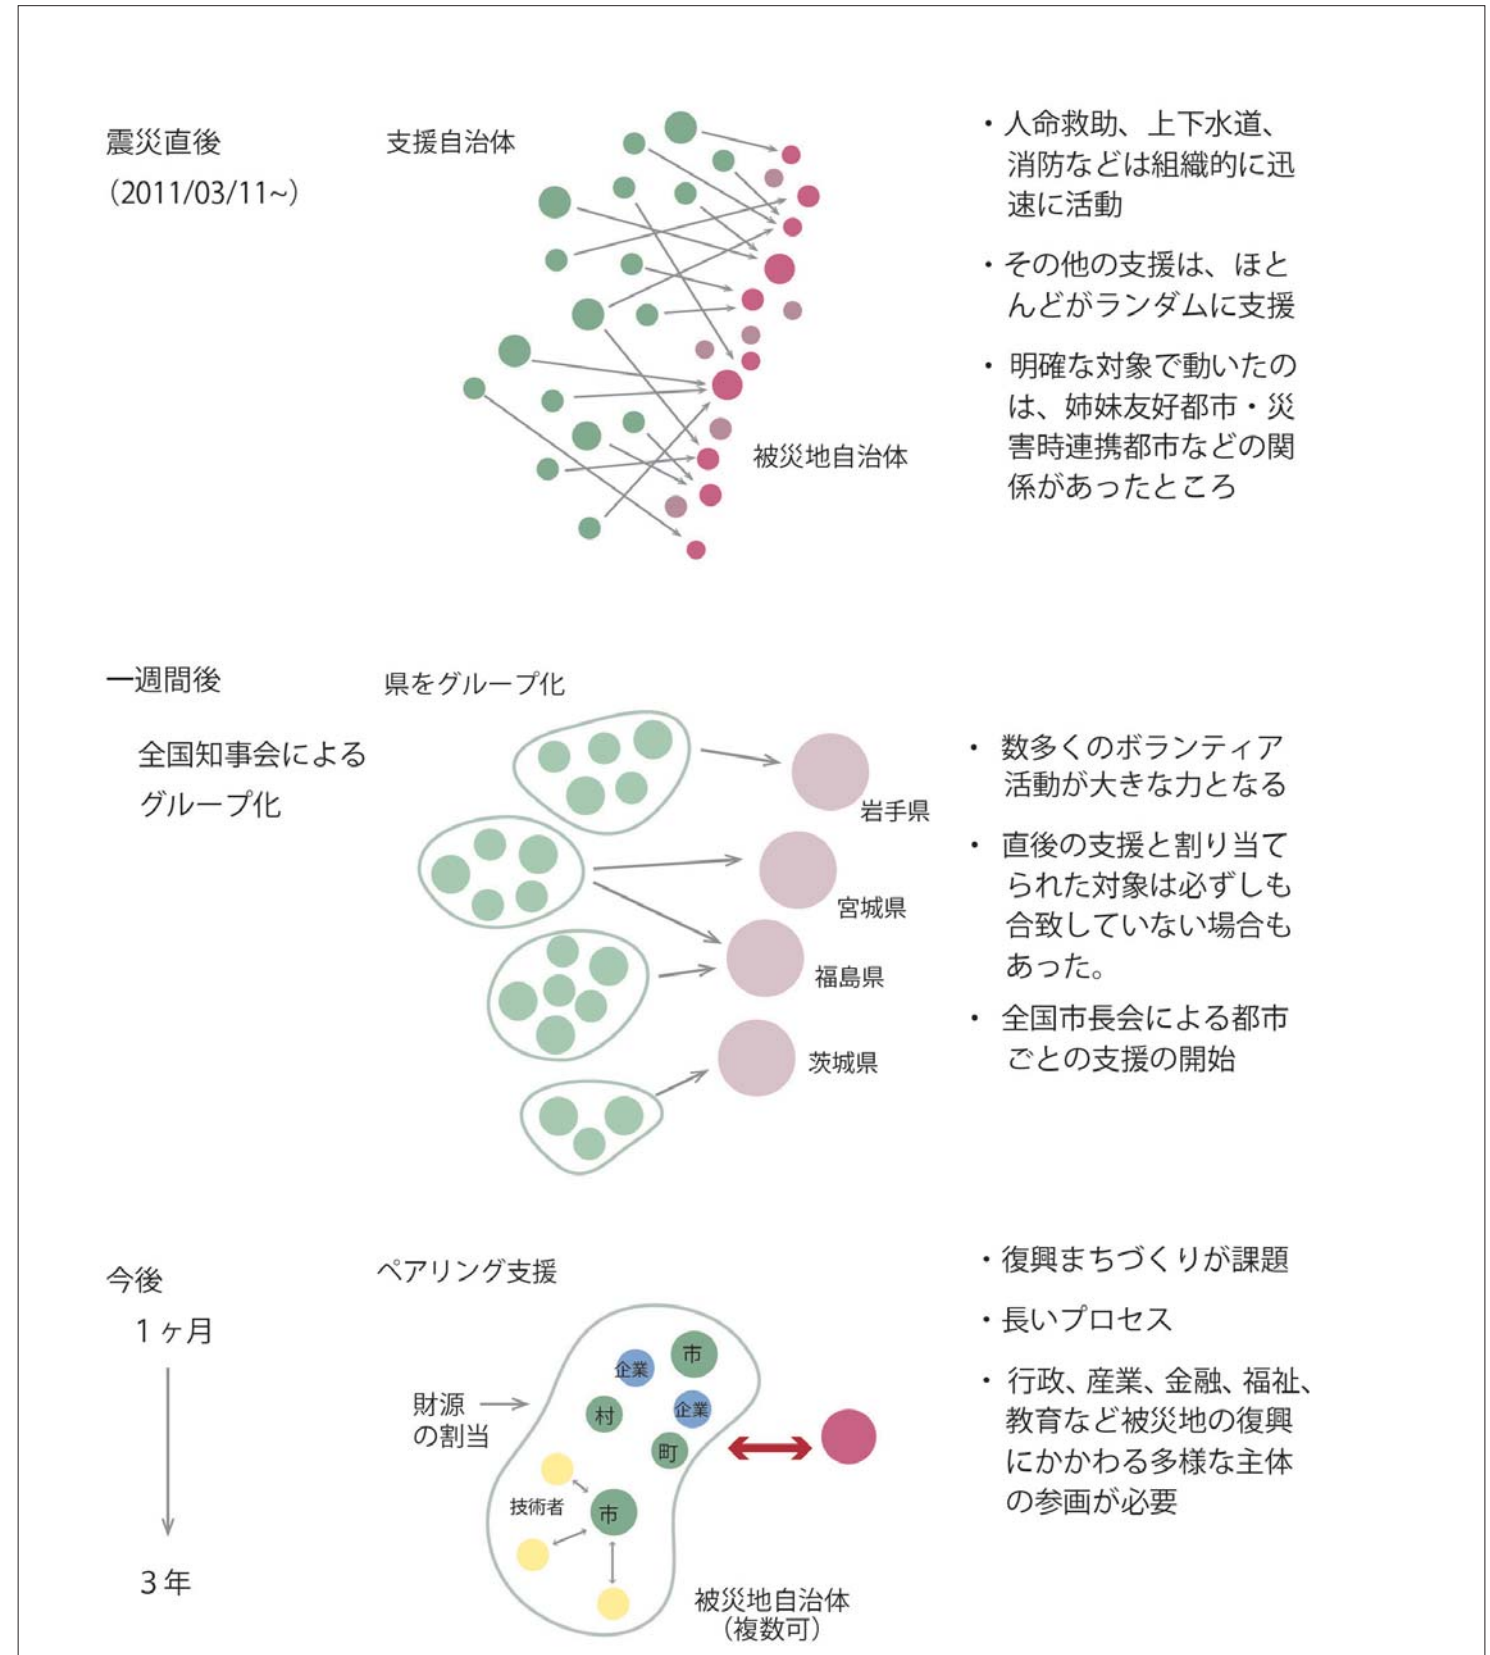 震災直後
（2011/03/11~）
支援自治体
被災地自治体
・人命救助、上下水道、
消防などは組織的に迅
速に活動
・その他の支援は、ほと
んどがランダムに支援
・ 明確な対象で動いたの
は、姉妹友好都市・災
害時連携都市などの関
係があったところ
一週間後
全国知事会による
グループ化
県をグループ化
岩手県
宮城県
福島県
茨城県
・ 数多くのボランティア
活動が大きな力となる
・ 直後の支援と割り当て
られた対象は必ずしも
合致していない場合も
あった。
・ 全国市長会による都市
ごとの支援の開始
今後
1 ヶ月
3 年
ペアリング支援
財源
の割当
企業
市
村
企業
町
技術者
市
被災地自治体
（複数可）
・復興まちづくりが課題
・長いプロセス
・ 行政、産業、金融、福祉、
教育など被災地の復興
にかかわる多様な主体
の参画が必要